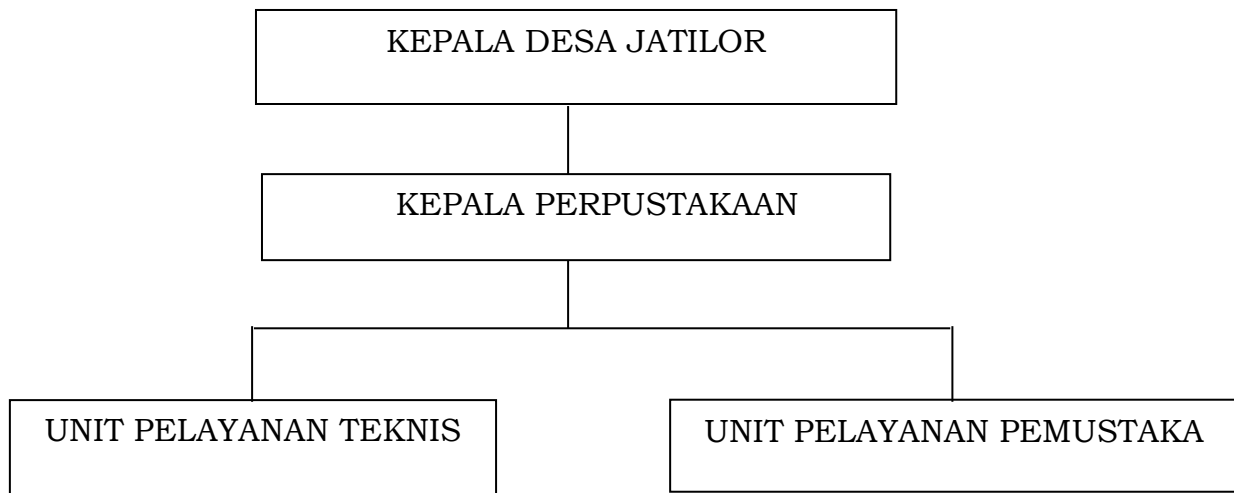 KEPALA DESA JATILOR
KEPALA PERPUSTAKAAN
UNIT PELAYANAN TEKNIS
UNIT PELAYANAN PEMUSTAKA